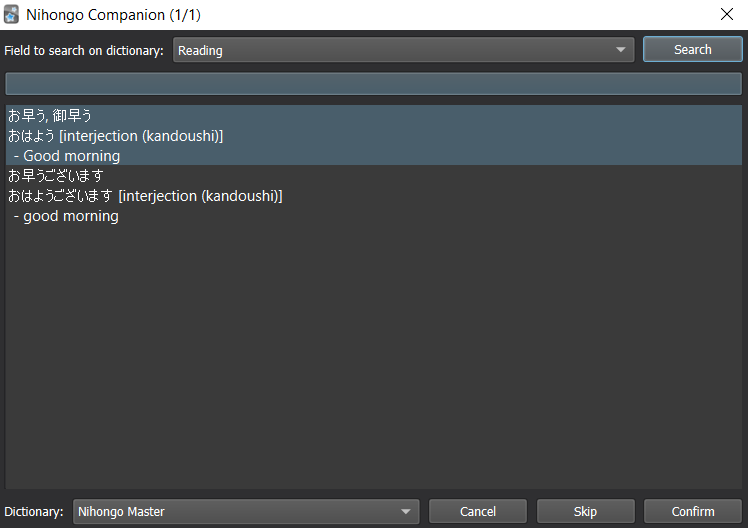 Nihongo Companion (1/1)
Field to search on dictionary: Reading Search
お早う, 御早う
おはよう [interjection (kandoushi)]
- Good morning
お早うございます
おはようございます [interjection (kandoushi)]
- good morning
Dictionary: Nihongo Master Cancel Skip Confirm